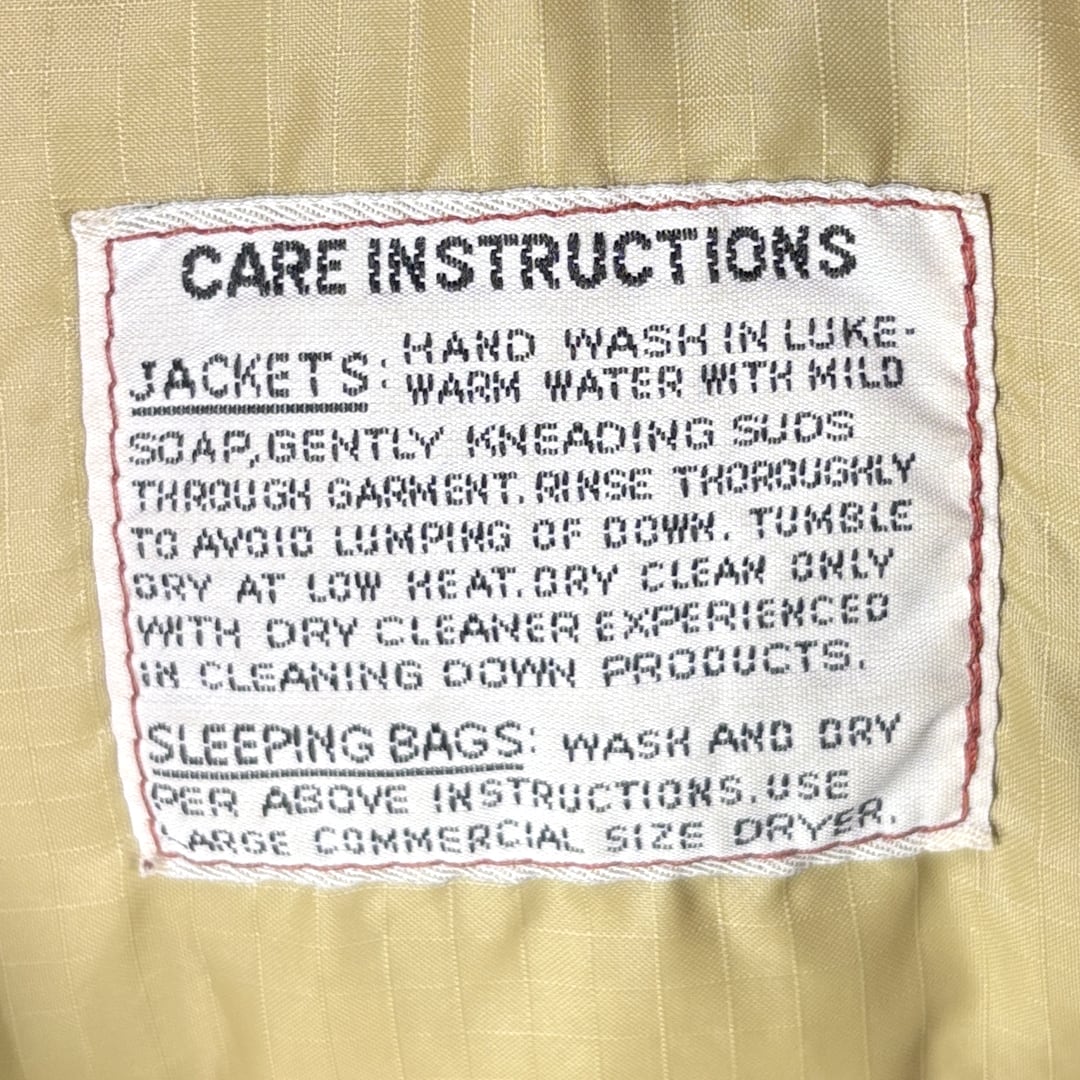 CARE INSTRUCTIONS
JACKETS: HAND WASH IN LUKE-
WARM WATER WITH MILD
SOAP, GENTLY KNEADING SUDS
THROUGH GARMENT. RINSE THOROUGHLY
TO AVOID LUMPING OF DOWN. TUMBLE
DRY AT LOW HEAT. DRY CLEAN ONLY
WITH DRY CLEANER EXPERIENCED
IN CLEANING DOWN PRODUCTS.
SLEEPING BAGS: WASH AND DRY
PER ABOVE INSTRUCTIONS. USE
LARGE COMMERCIAL SIZE DRYER.